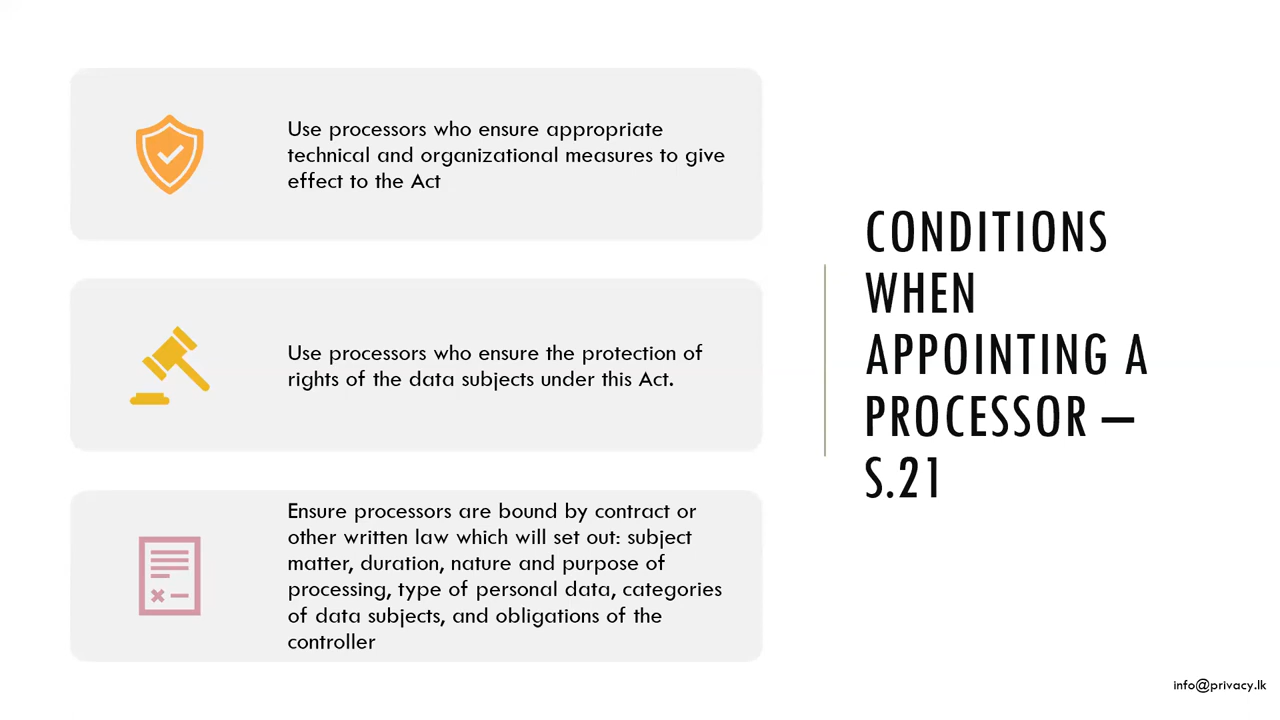 Use processors who ensure appropriate
technical and organizational measures to give
effect to the Act
Use processors who ensure the protection of
rights of the data subjects under this Act.
Ensure processors are bound by contract or
other written law which will set out: subject
matter, duration, nature and purpose of
processing, type of personal data, categories
of data subjects, and obligations of the
controller
CONDITIONS
WHEN
APPOINTING A
PROCESSOR –
S.21
info@privacy.lk